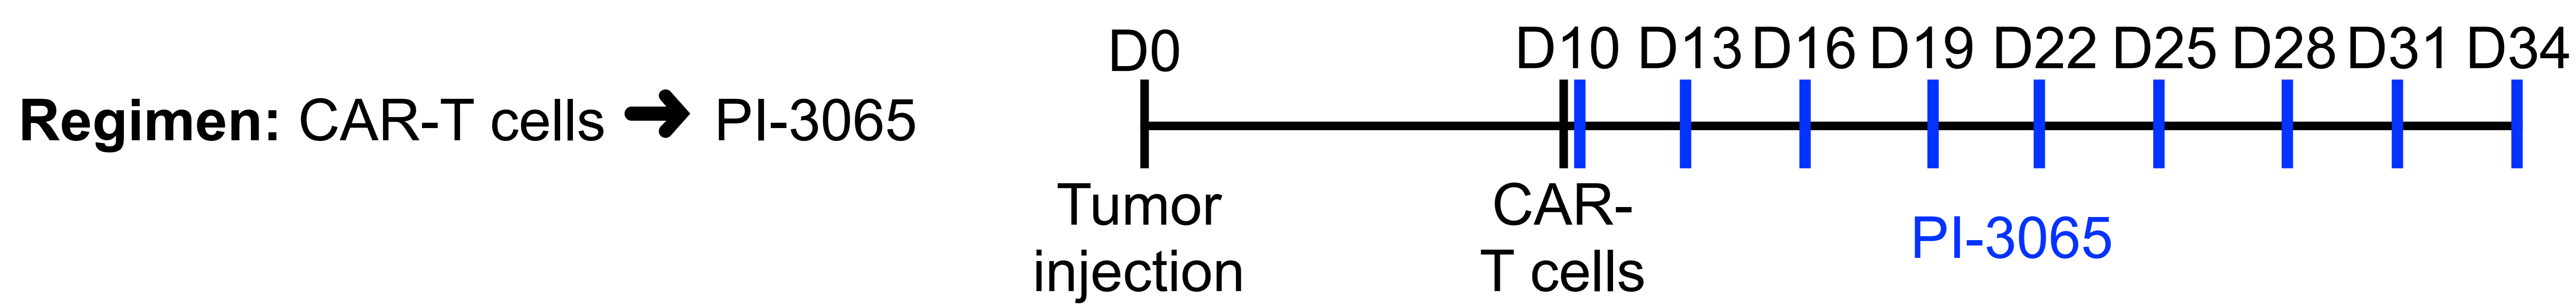 Regimen: CAR-T cells ➔ PI-3065
D0 D10 D13 D16 D19 D22 D25 D28 D31 D34
Tumor
injection
CAR-
T cells
PI-3065